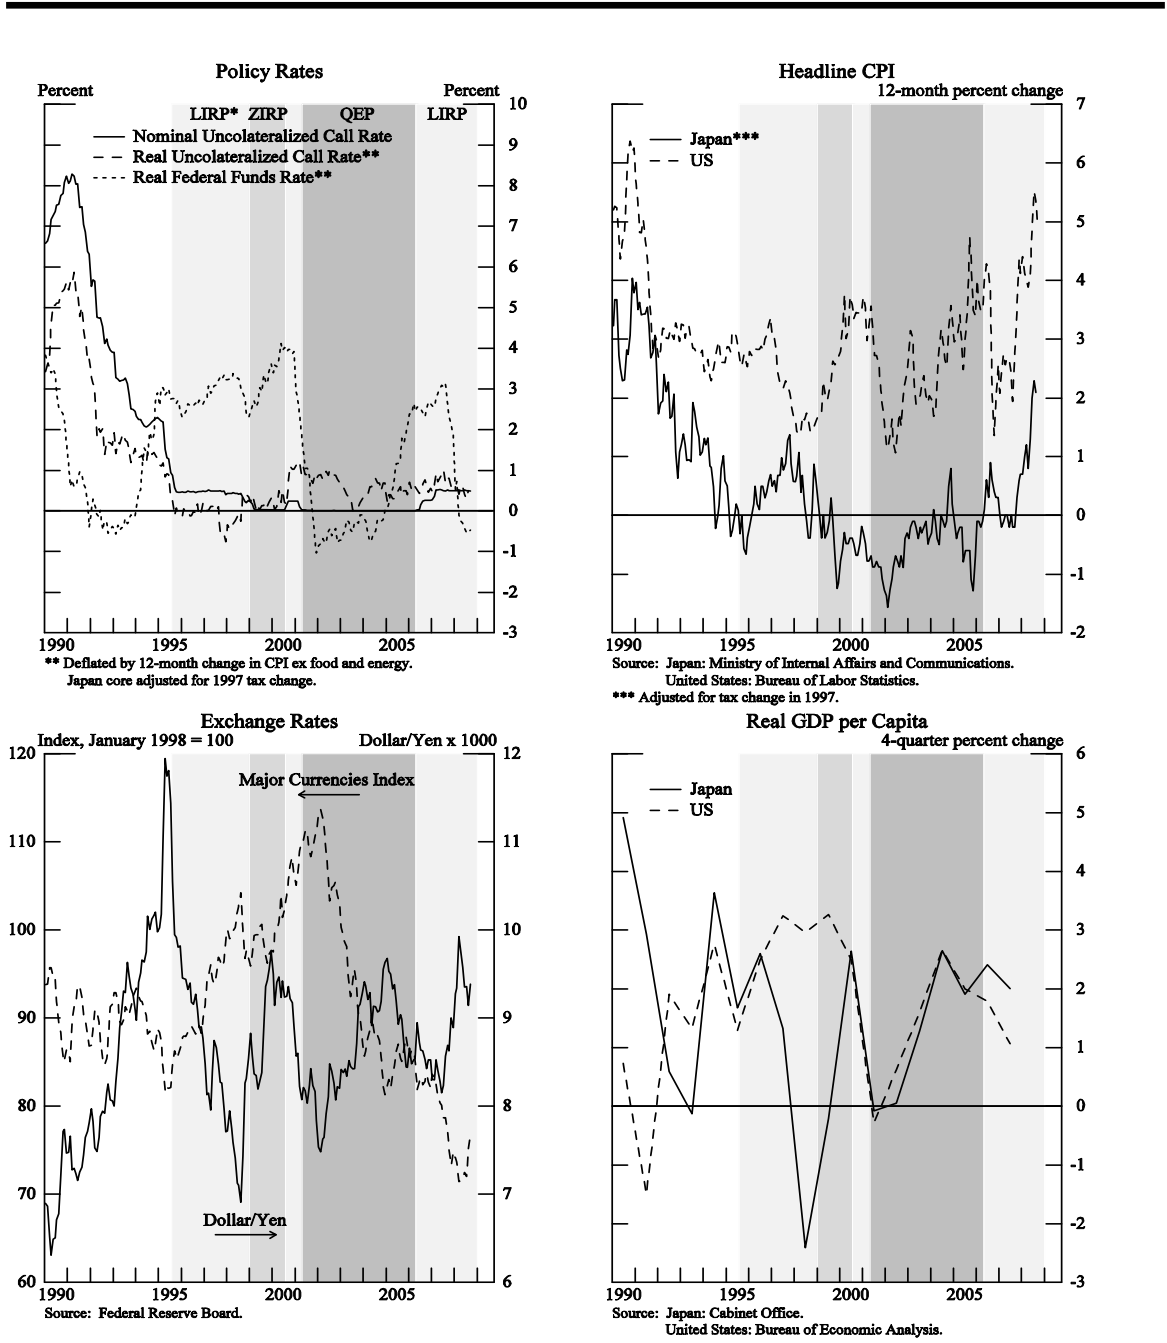 Policy Rates
Percent
Percent
LIRP* ZIRP QEP LIRP
Nominal Uncolateralized Call Rate
Real Uncolateralized Call Rate**
Real Federal Funds Rate**
10
9
8
7
6
5
4
3
2
1
0
-1
-2
-3
1990 1995 2000 2005
** Deflated by 12-month change in CPI ex food and energy.
Japan core adjusted for 1997 tax change.
Headline CPI
12-month percent change
Japan***
US
7
6
5
4
3
2
1
0
-1
-2
1990 1995 2000 2005
Source: Japan: Ministry of Internal Affairs and Communications.
United States: Bureau of Labor Statistics.
*** Adjusted for tax change in 1997.
Exchange Rates
Index, January 1998 = 100
Dollar/Yen x 1000
Major Currencies Index
Dollar/Yen
120
110
100
90
80
70
60
12
11
10
9
8
7
6
1990 1995 2000 2005
Source: Federal Reserve Board.
Real GDP per Capita
4-quarter percent change
Japan
US
6
5
4
3
2
1
0
-1
-2
-3
1990 1995 2000 2005
Source: Japan: Cabinet Office.
United States: Bureau of Economic Analysis.